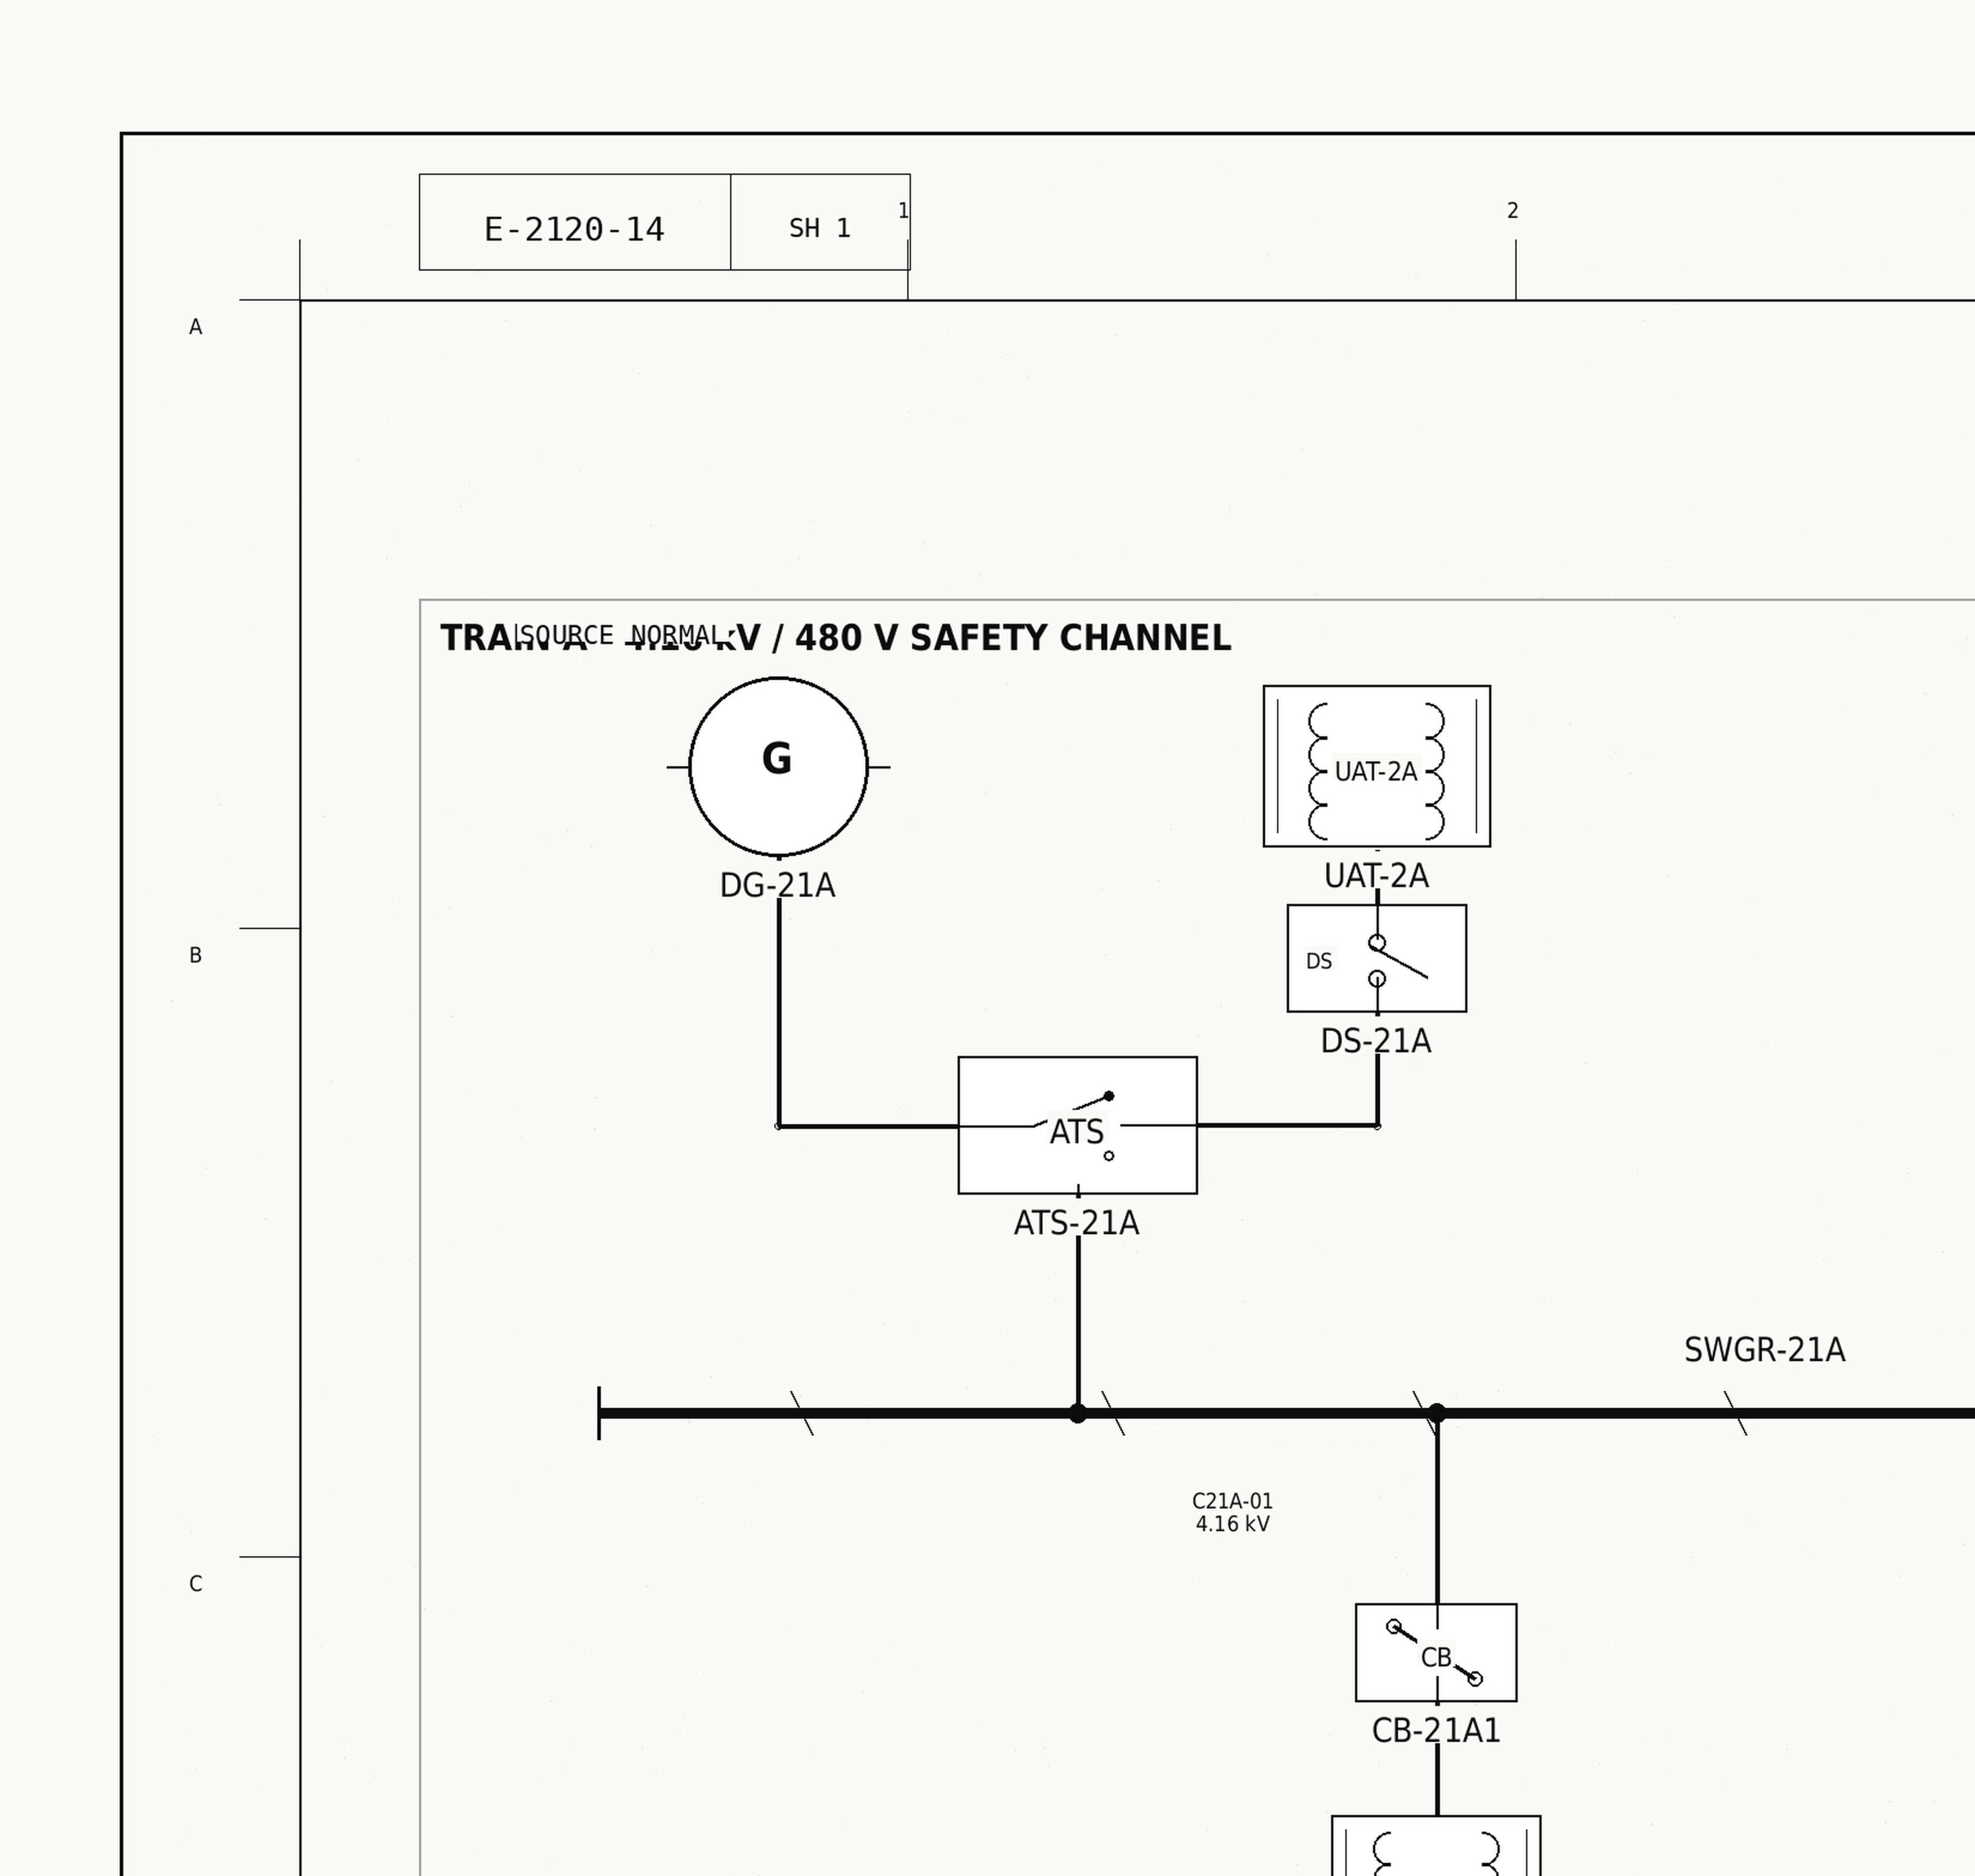 E-2120-14
SH 1
1
2
A
SOURCE NORMAL
V / 480 V SAFETY CHANNEL
G
UAT-2A
DG-21A
UAT-2A
B
DS
DS-21A
ATS
ATS-21A
SWGR-21A
C21A-01
4.16 kV
C
CB
CB-21A1